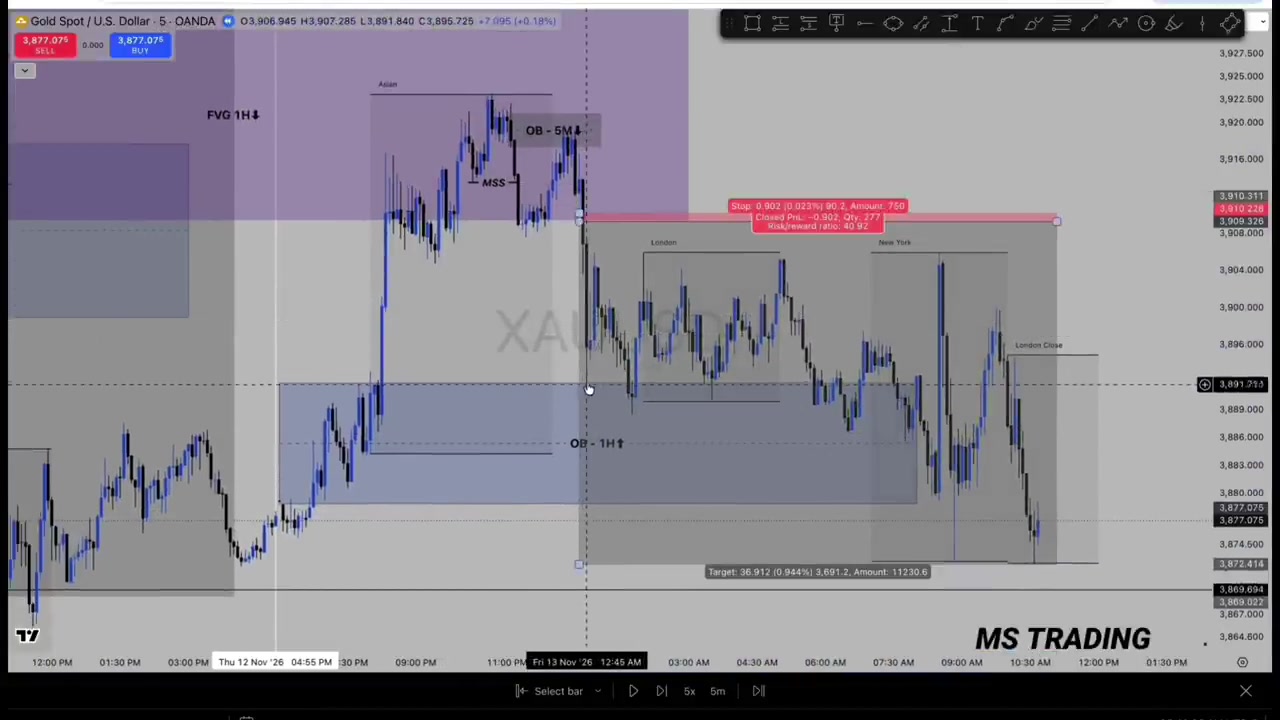 Gold Spot / U.S. Dollar · 5 · OANDA O3,906.945 H3,907.285 L3,891.840 C3,895.725 +7.095 (+0.18%)
3,877.075 SELL 0.000 3,877.075 BUY
3,927.500
3,925.000
3,922.500
3,920.000
3,916.000
3,910.311
3,910.228
3,909.326
3,908.000
3,904.000
3,900.000
3,896.000
3,889.000
3,886.000
3,883.000
3,880.000
3,877.075
3,877.075
3,874.500
3,872.414
3,869.694
3,869.022
3,867.000
3,864.600
Asian
FVG 1H⬇
OB - 5M⬇
MSS
Stop: 0.902 (0.023%) 90.2, Amount: 750
Closed PnL: −0.902, Qty: 277
Risk/reward ratio: 40.92
London
New York
XAU
London Close
OB - 1H⬆
Target: 36.912 (0.944%) 3,691.2, Amount: 11230.6
MS TRADING
12:00 PM 01:30 PM 03:00 PM Thu 12 Nov '26 04:55 PM :30 PM 09:00 PM 11:00 PM Fri 13 Nov '26 12:45 AM 03:00 AM 04:30 AM 06:00 AM 07:30 AM 09:00 AM 10:30 AM 12:00 PM 01:30 PM
Select bar 5x 5m